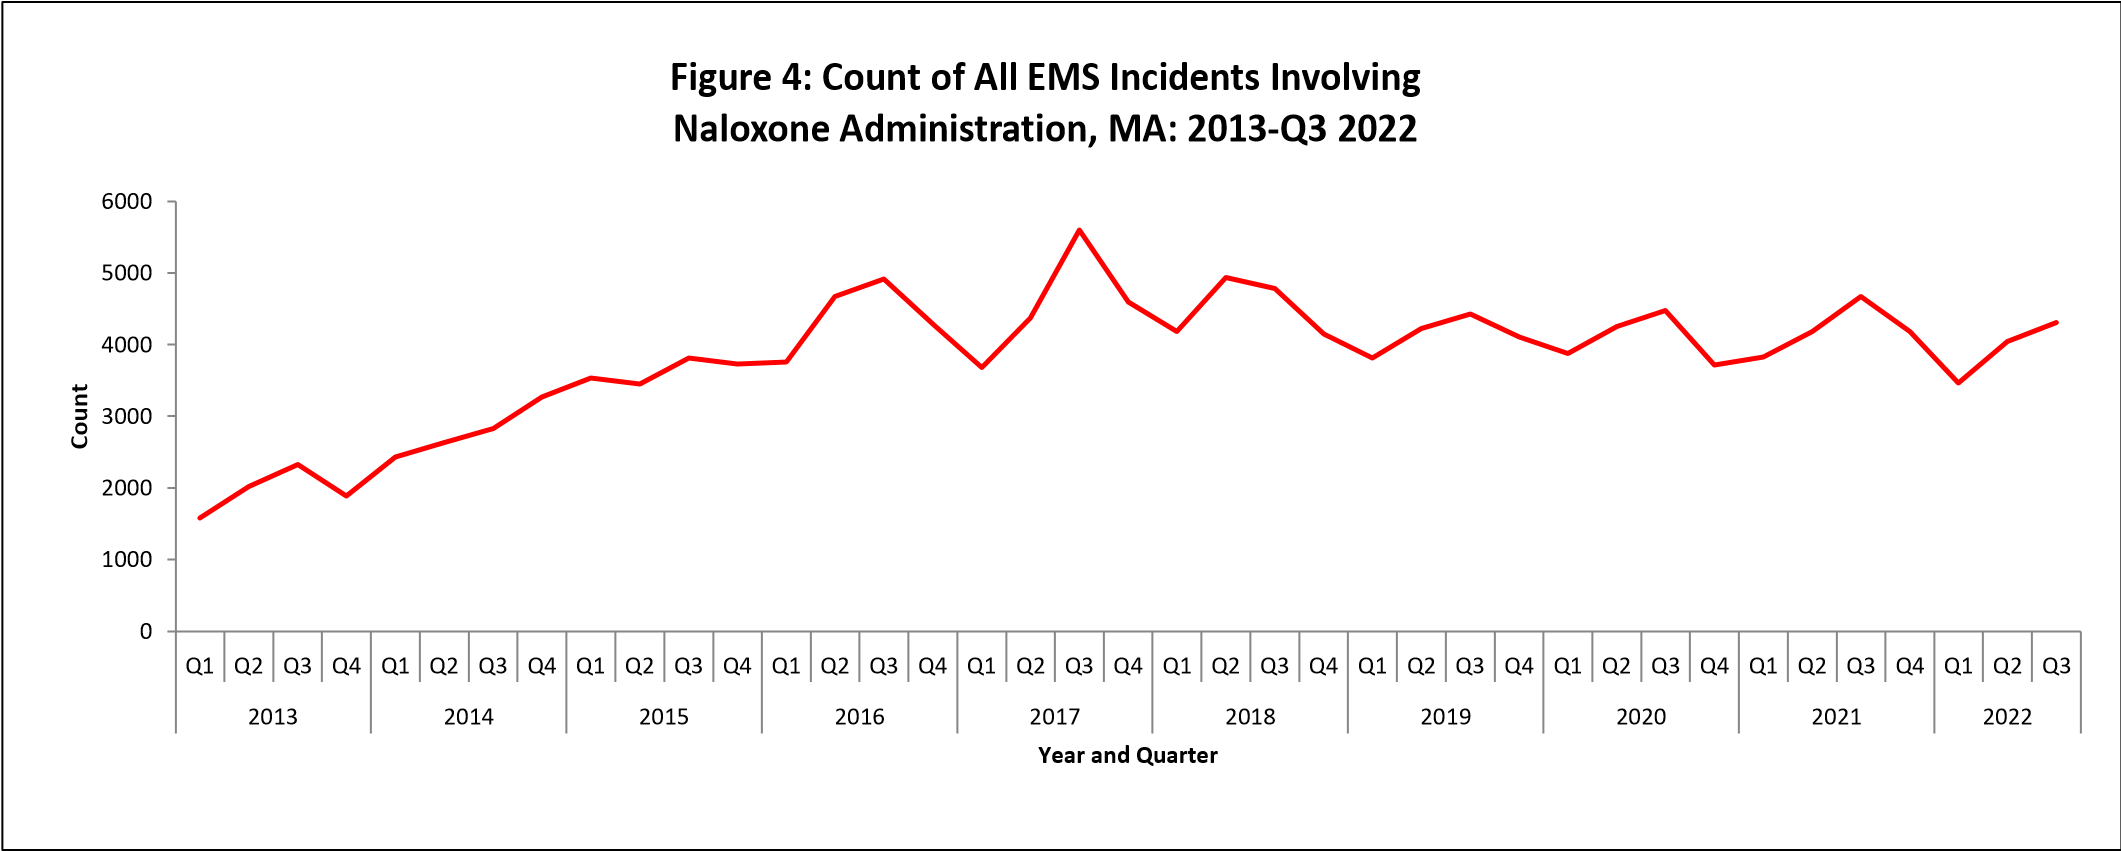 Figure 4: Count of All EMS Incidents Involving
Naloxone Administration, MA: 2013-Q3 2022
6000
5000
4000
3000
2000
1000
0
Count
Q1 Q2 Q3 Q4 Q1 Q2 Q3 Q4 Q1 Q2 Q3 Q4 Q1 Q2 Q3 Q4 Q1 Q2 Q3 Q4 Q1 Q2 Q3 Q4 Q1 Q2 Q3 Q4 Q1 Q2 Q3 Q4 Q1 Q2 Q3 Q4 Q1 Q2 Q3
2013 2014 2015 2016 2017 2018 2019 2020 2021 2022
Year and Quarter